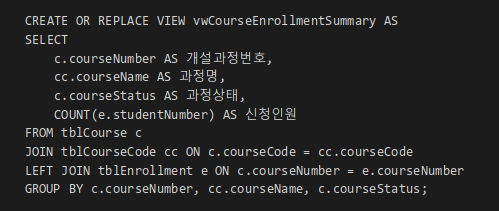 CREATE OR REPLACE VIEW vwCourseEnrollmentSummary AS
SELECT
    c.courseNumber AS 개설과정번호,
    cc.courseName AS 과정명,
    c.courseStatus AS 과정상태,
    COUNT(e.studentNumber) AS 신청인원
FROM tblCourse c
JOIN tblCourseCode cc ON c.courseCode = cc.courseCode
LEFT JOIN tblEnrollment e ON c.courseNumber = e.courseNumber
GROUP BY c.courseNumber, cc.courseName, c.courseStatus;